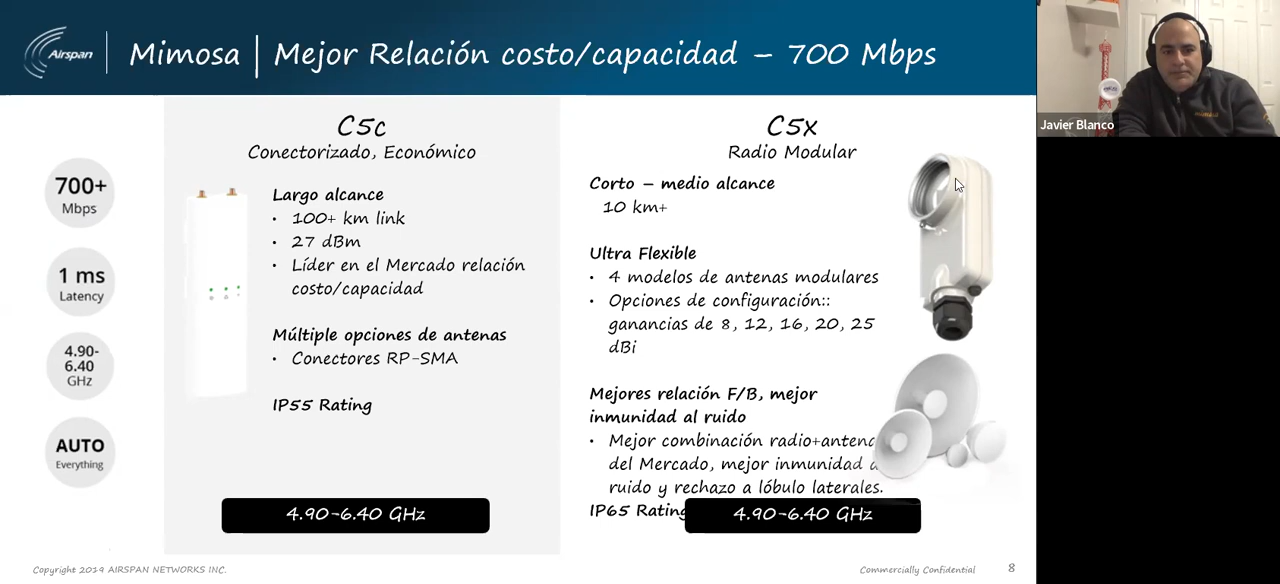 Airspan
Mimosa | Mejor Relación costo/capacidad – 700 Mbps
Javier Blanco
700+
Mbps
1 ms
Latency
4.90-
6.40
GHz
AUTO
Everything
C5c
Conectorizado, Económico
Largo alcance
• 100+ km link
• 27 dBm
• Líder en el Mercado relación
costo/capacidad
Múltiple opciones de antenas
• Conectores RP-SMA
IP55 Rating
4.90-6.40 GHz
C5x
Radio Modular
Corto – medio alcance
10 km+
Ultra Flexible
• 4 modelos de antenas modulares
• Opciones de configuración::
ganancias de 8, 12, 16, 20, 25
dBi
Mejores relación F/B, mejor
inmunidad al ruido
• Mejor combinación radio+antena
del Mercado, mejor inmunidad a
ruido y rechazo a lóbulo laterales.
IP65 Rating
4.90-6.40 GHz
Copyright 2019 AIRSPAN NETWORKS INC.
Commercially Confidential
8